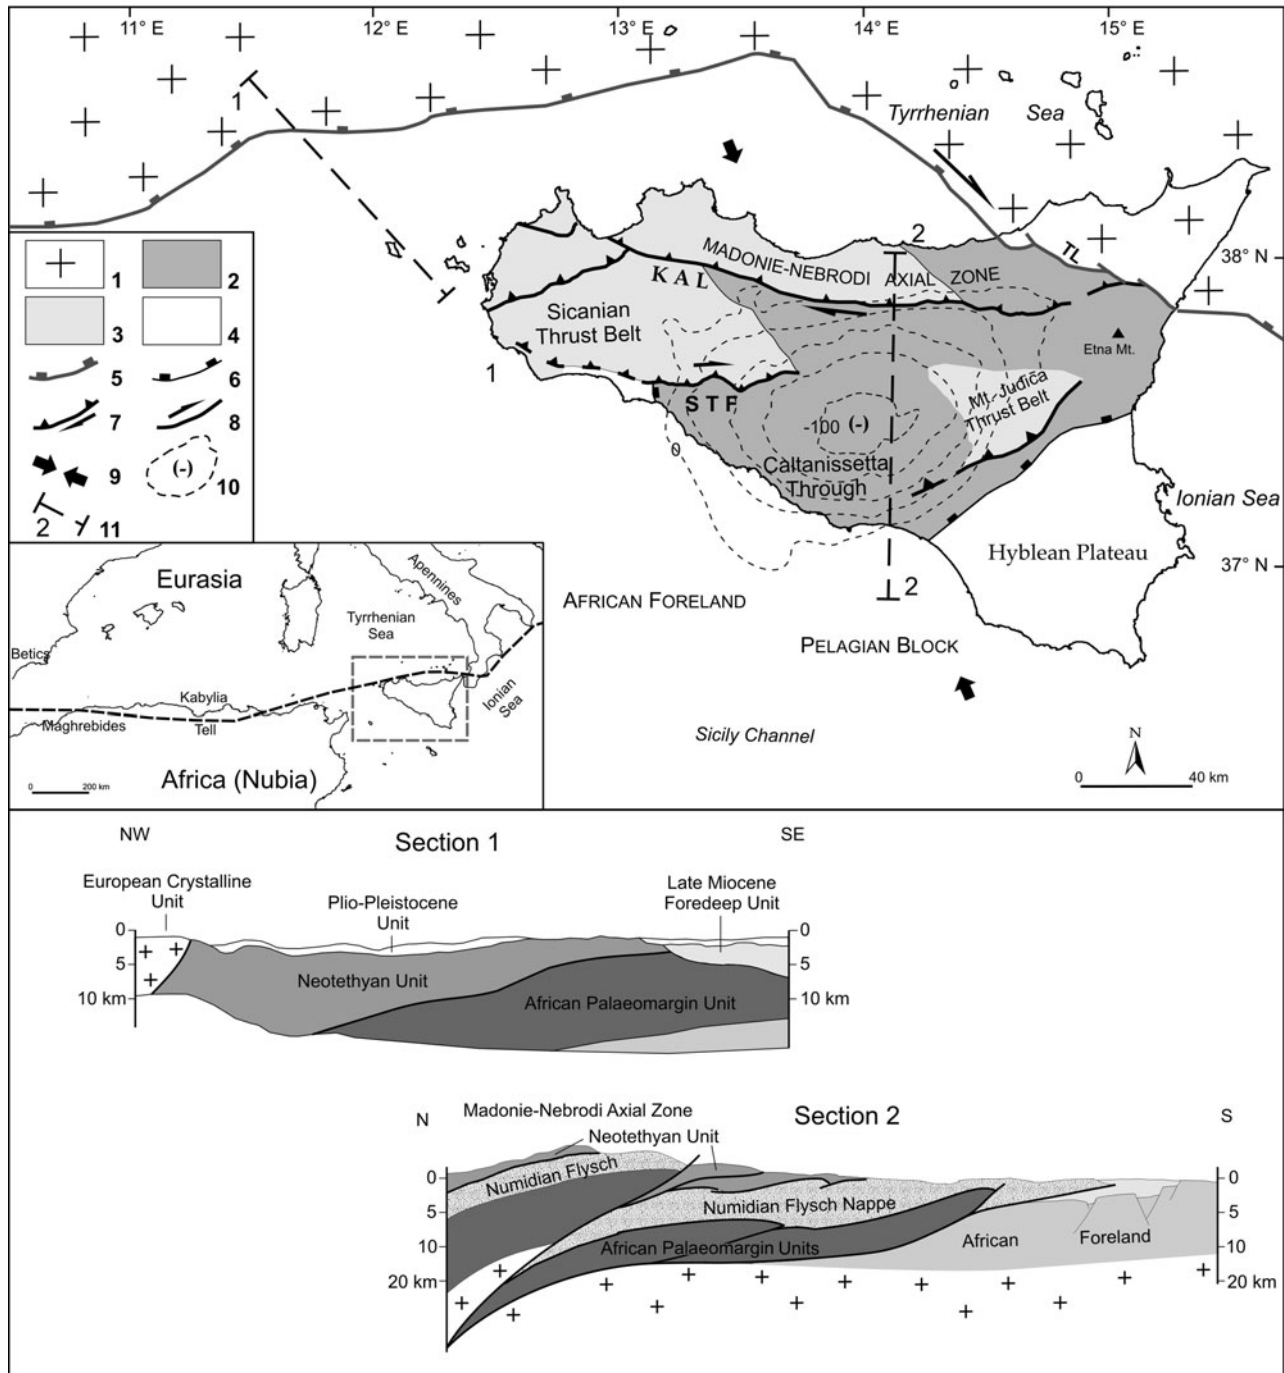 11° E
12° E
13° E
14° E
15° E
1
Tyrrhenian Sea
2
TL
38° N
MADONIE-NEBRODI AXIAL ZONE
K A L
Sicanian
Thrust Belt
Etna Mt.
1
S T F
Mt. Judica
Thrust Belt
-100 (-)
0
Caltanissetta
Through
Ionian Sea
Hyblean Plateau
37° N
2
AFRICAN FORELAND
PELAGIAN BLOCK
Sicily Channel
N
0 40 km
1
2
3
4
5
6
7
8
9
(-)
10
2
11
Eurasia
Apennines
Tyrrhenian
Sea
Betics
Ionian
Sea
Kabylia
Maghrebides
Tell
Africa (Nubia)
0 200 km
NW
Section 1
SE
European Crystalline
Unit
Plio-Pleistocene
Unit
Late Miocene
Foredeep Unit
0
0
5
5
Neotethyan Unit
10 km
African Palaeomargin Unit
10 km
N
Madonie-Nebrodi Axial Zone
Section 2
S
Neotethyan Unit
0
Numidian Flysch
0
5
Numidian Flysch Nappe
5
10
African Palaeomargin Units
African
Foreland
10
20 km
20 km